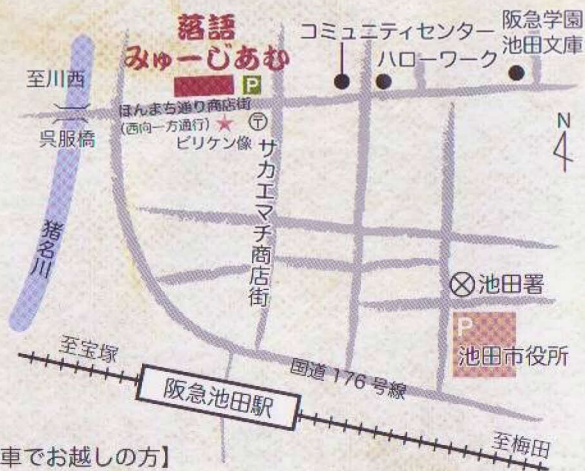 落語
みゅーじあむ
P
コミュニティセンター
ハローワーク
阪急学園
池田文庫
至川西
呉服橋
ほんまち通り商店街
(西向一方通行)
ビリケン像
〒
サカエマチ商店街
N
猪名川
池田署
P
池田市役所
国道176号線
至宝塚
阪急池田駅
至梅田
車でお越しの方】